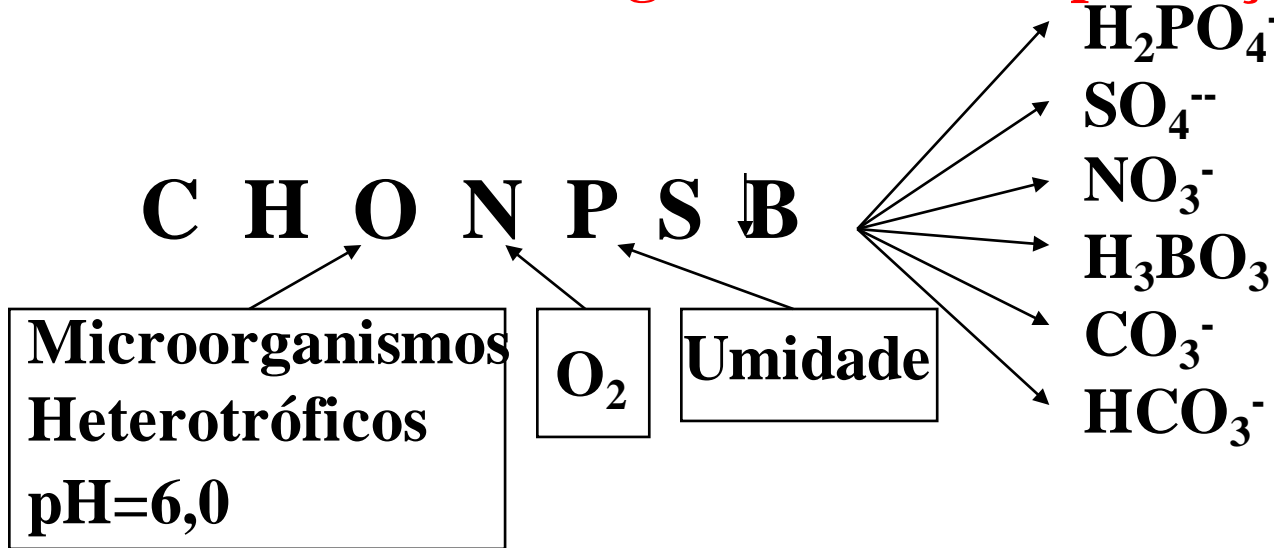 H₂PO₄⁻
SO₄⁻⁻
NO₃⁻
C H O N P S B
H₃BO₃
CO₃⁻
HCO₃⁻
Microorganismos
Heterotróficos
pH=6,0
O₂
Umidade